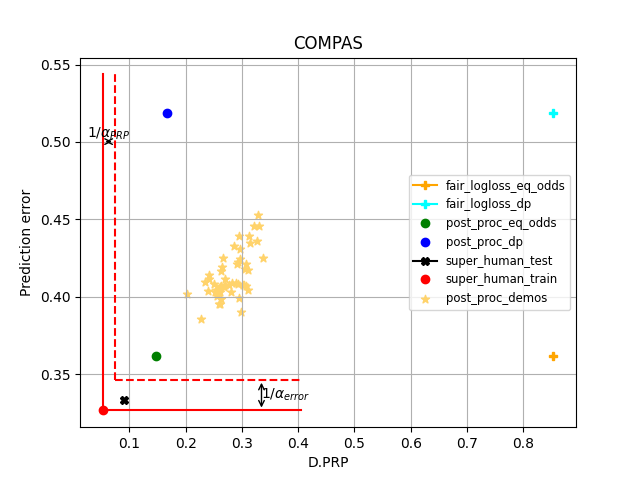 COMPAS
0.55
0.50
0.45
0.40
0.35
Prediction error
1/α_PRP
fair_logloss_eq_odds
fair_logloss_dp
post_proc_eq_odds
post_proc_dp
super_human_test
super_human_train
post_proc_demos
1/α_error
0.1 0.2 0.3 0.4 0.5 0.6 0.7 0.8
D.PRP